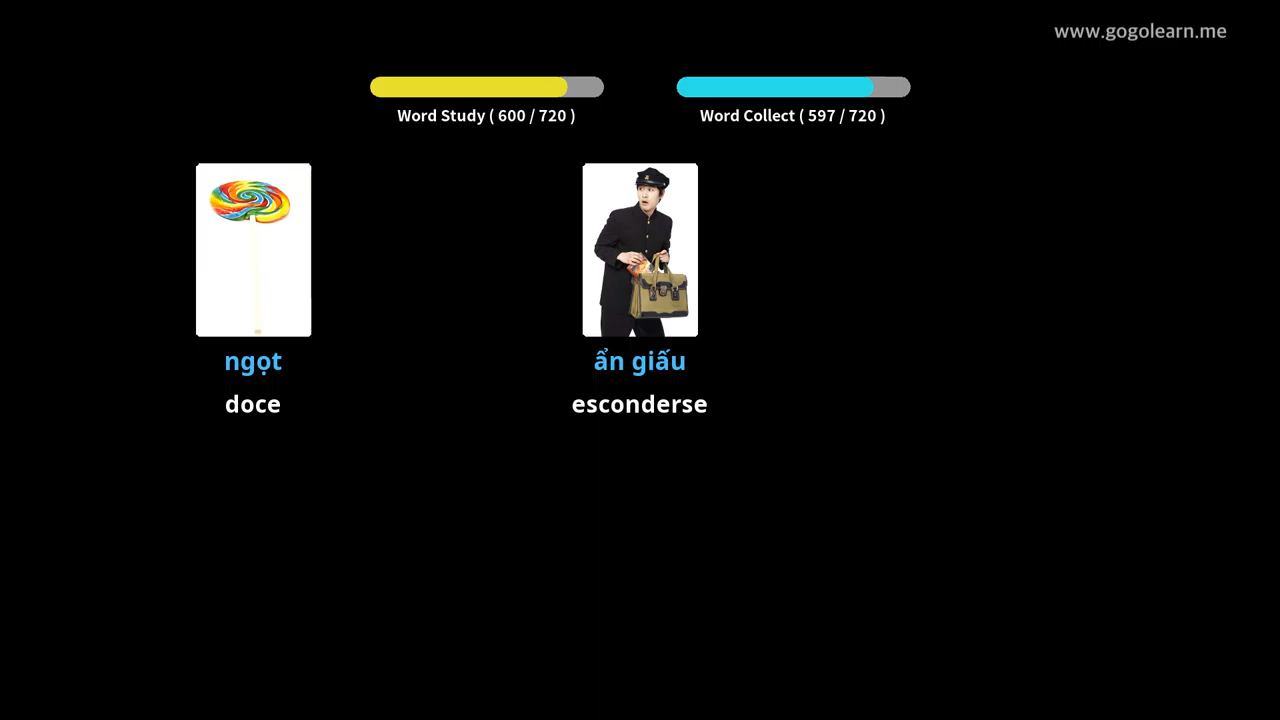 www.gogolearn.me
Word Study ( 600 / 720 )
Word Collect ( 597 / 720 )
ngọt
ẩn giấu
doce
esconderse